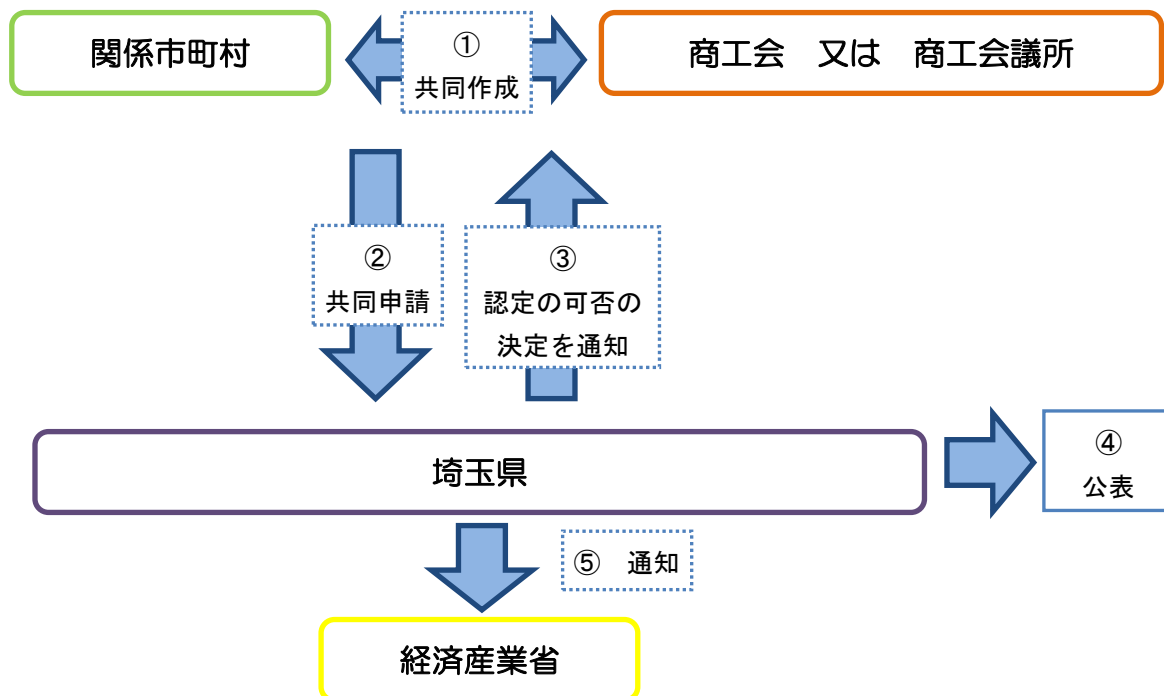 関係市町村
①
共同作成
商工会　又は　商工会議所
②
共同申請
③
認定の可否の
決定を通知
埼玉県
④
公表
⑤　通知
経済産業省